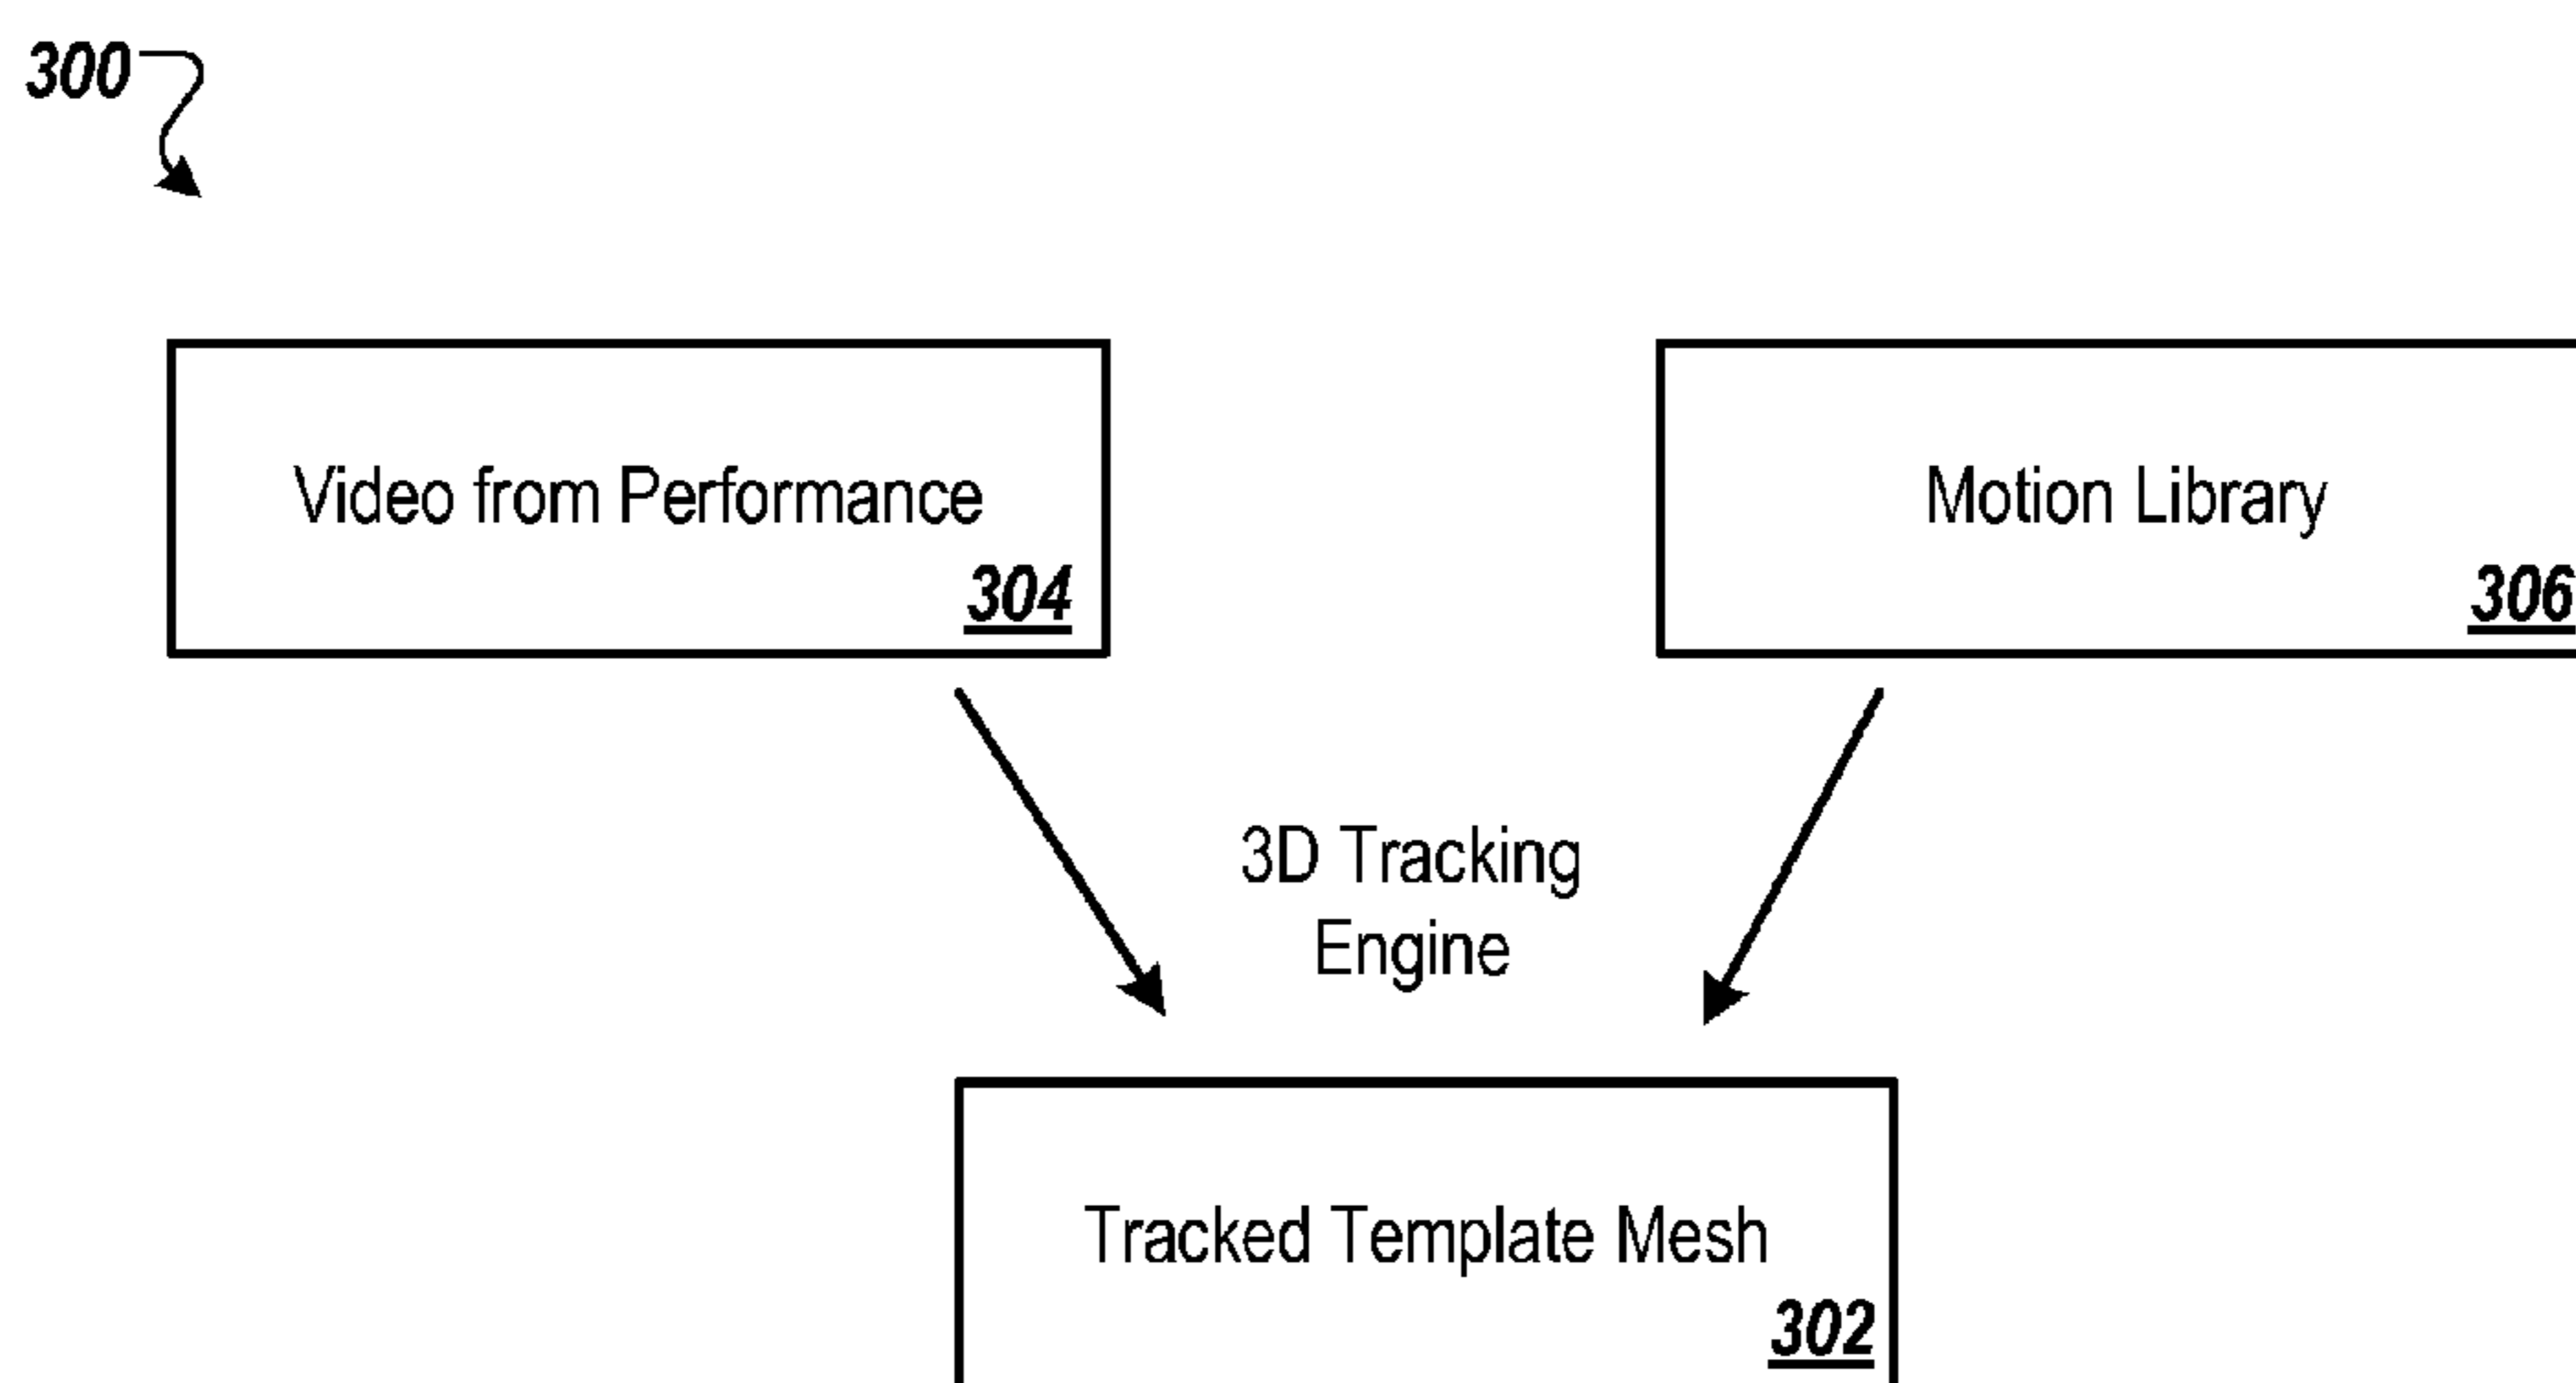 300
Video from Performance
304
Motion Library
306
3D Tracking
Engine
Tracked Template Mesh
302